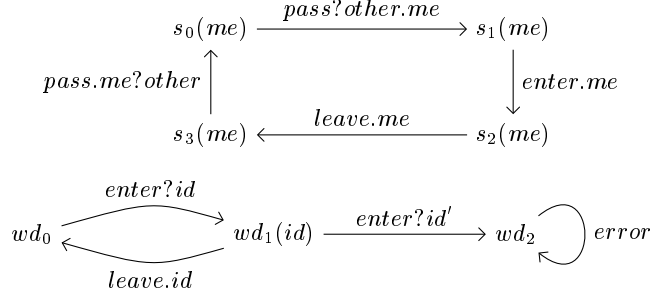 pass?other.me
s₀(me) s₁(me)
pass.me?other enter.me
leave.me
s₃(me) s₂(me)
enter?id
enter?id′
wd₀ wd₁(id) wd₂ error
leave.id